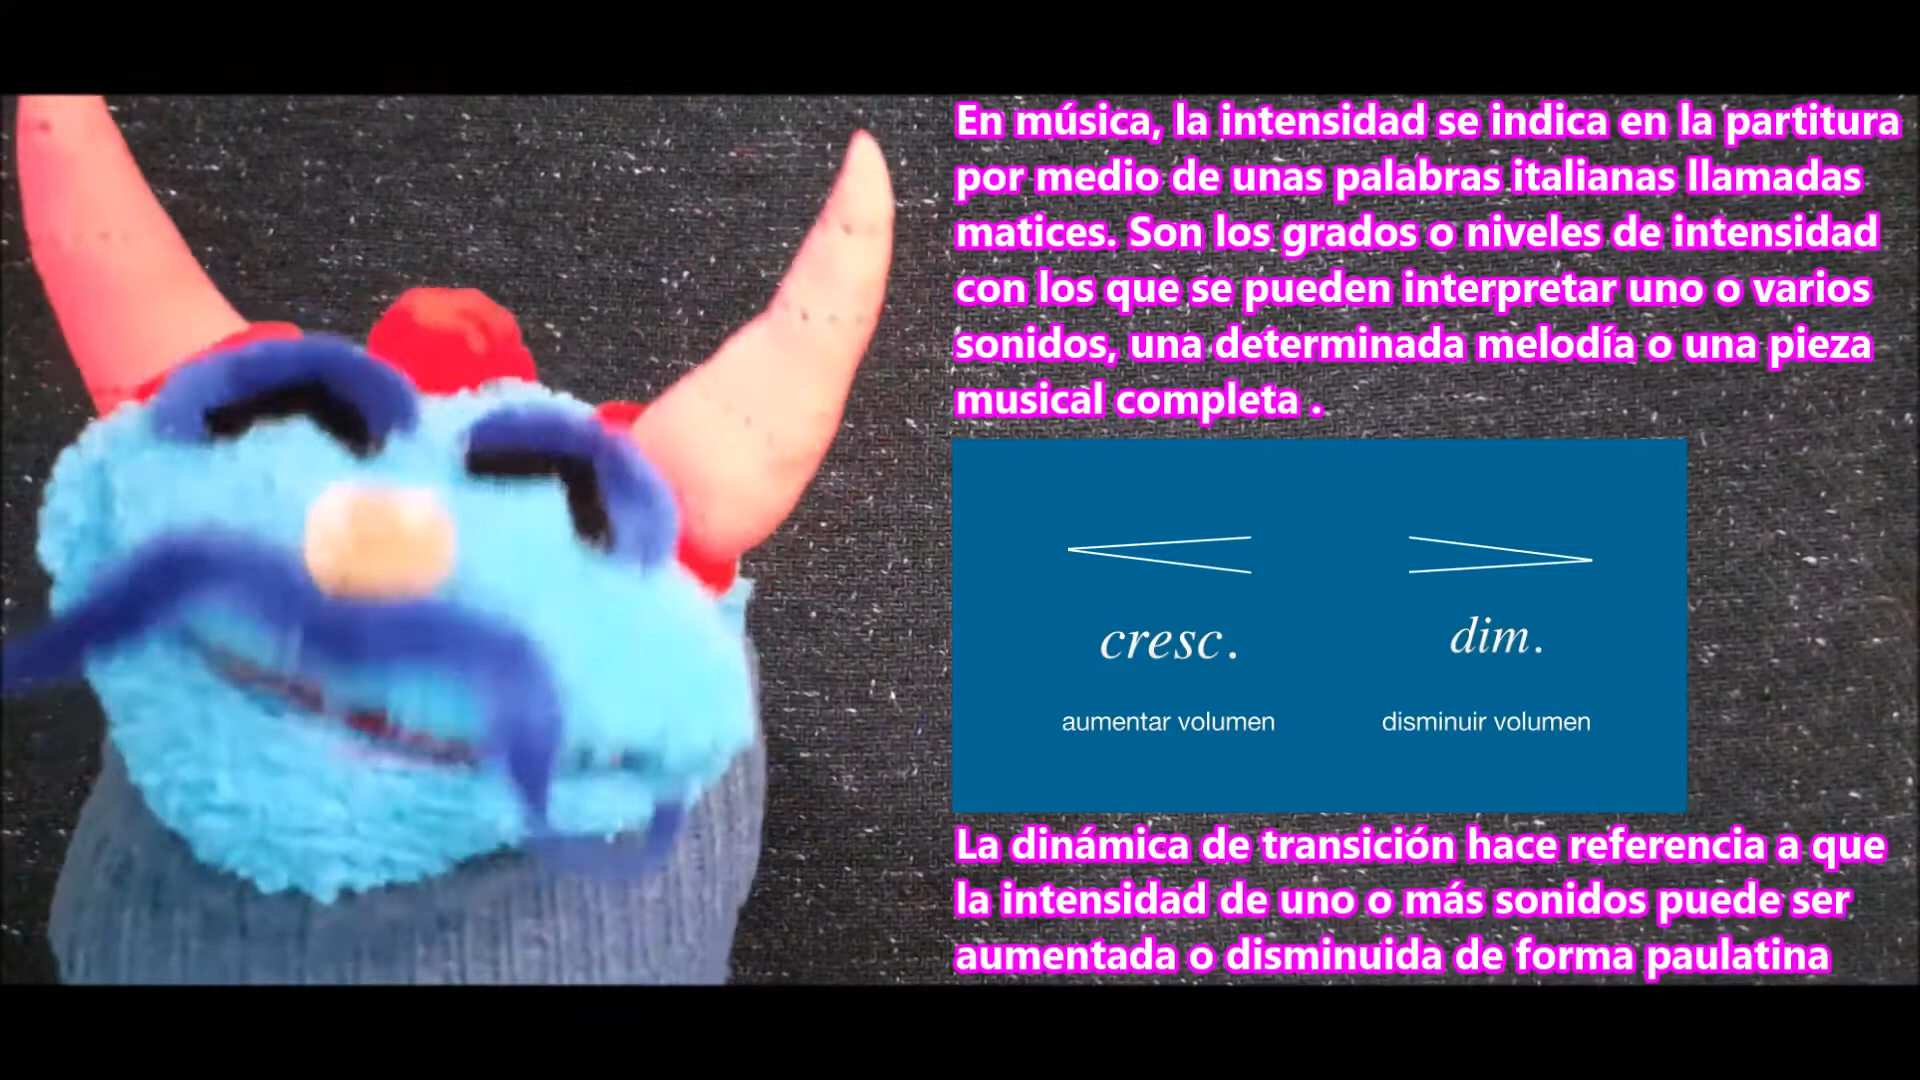 En música, la intensidad se indica en la partitura
por medio de unas palabras italianas llamadas
matices. Son los grados o niveles de intensidad
con los que se pueden interpretar uno o varios
sonidos, una determinada melodía o una pieza
musical completa .
cresc.
dim.
aumentar volumen
disminuir volumen
La dinámica de transición hace referencia a que
la intensidad de uno o más sonidos puede ser
aumentada o disminuida de forma paulatina